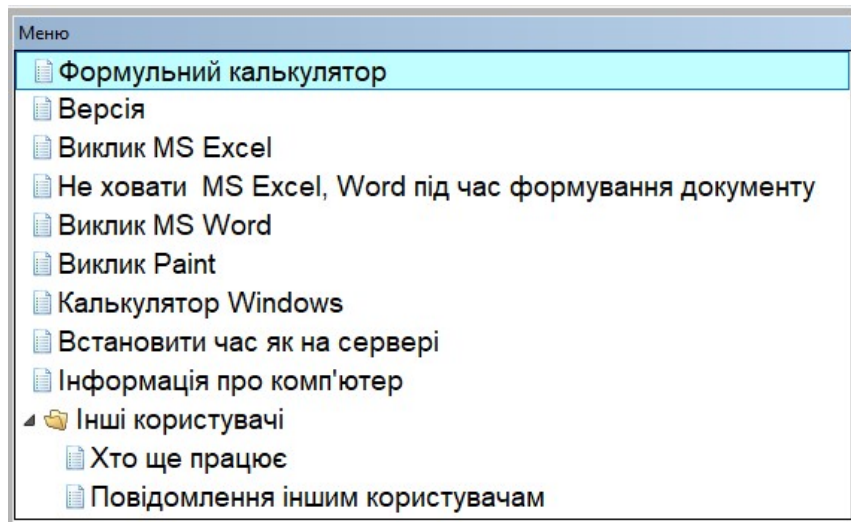 Меню
Формульний калькулятор
Версія
Виклик MS Excel
Не ховати  MS Excel, Word під час формування документу
Виклик MS Word
Виклик Paint
Калькулятор Windows
Встановити час як на сервері
Інформація про комп'ютер
Інші користувачі
Хто ще працює
Повідомлення іншим користувачам